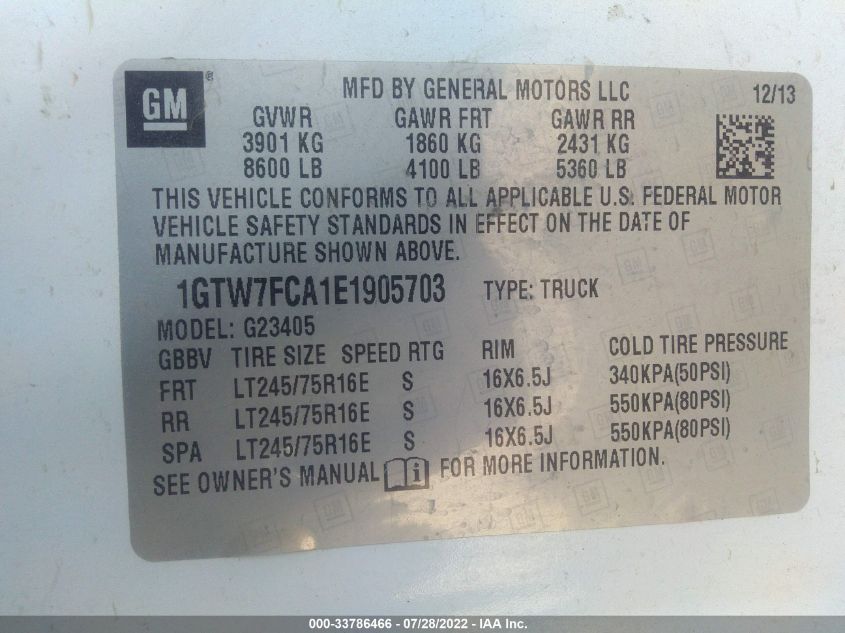 GM ®
MFD BY GENERAL MOTORS LLC 12/13
GVWR GAWR FRT GAWR RR
3901 KG 1860 KG 2431 KG
8600 LB 4100 LB 5360 LB
THIS VEHICLE CONFORMS TO ALL APPLICABLE U.S. FEDERAL MOTOR
VEHICLE SAFETY STANDARDS IN EFFECT ON THE DATE OF
MANUFACTURE SHOWN ABOVE.
1GTW7FCA1E1905703 TYPE: TRUCK
MODEL: G23405
GBBV TIRE SIZE SPEED RTG RIM COLD TIRE PRESSURE
FRT LT245/75R16E S 16X6.5J 340KPA(50PSI)
RR LT245/75R16E S 16X6.5J 550KPA(80PSI)
SPA LT245/75R16E S 16X6.5J 550KPA(80PSI)
SEE OWNER'S MANUAL i FOR MORE INFORMATION.
000-33786466 - 07/28/2022 - IAA Inc.